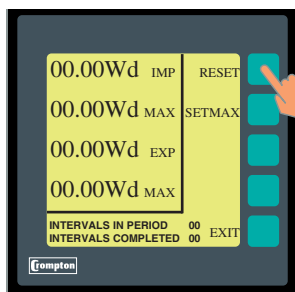 00.00Wd IMP RESET
00.00Wd MAX SETMAX
00.00Wd EXP
00.00Wd MAX
INTERVALS IN PERIOD 00
INTERVALS COMPLETED 00 EXIT
Crompton